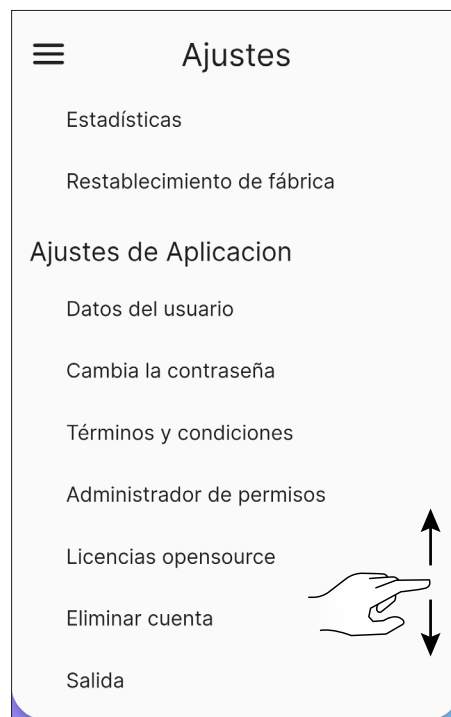 Ajustes
Estadísticas
Restablecimiento de fábrica
Ajustes de Aplicacion
Datos del usuario
Cambia la contraseña
Términos y condiciones
Administrador de permisos
Licencias opensource
Eliminar cuenta
Salida